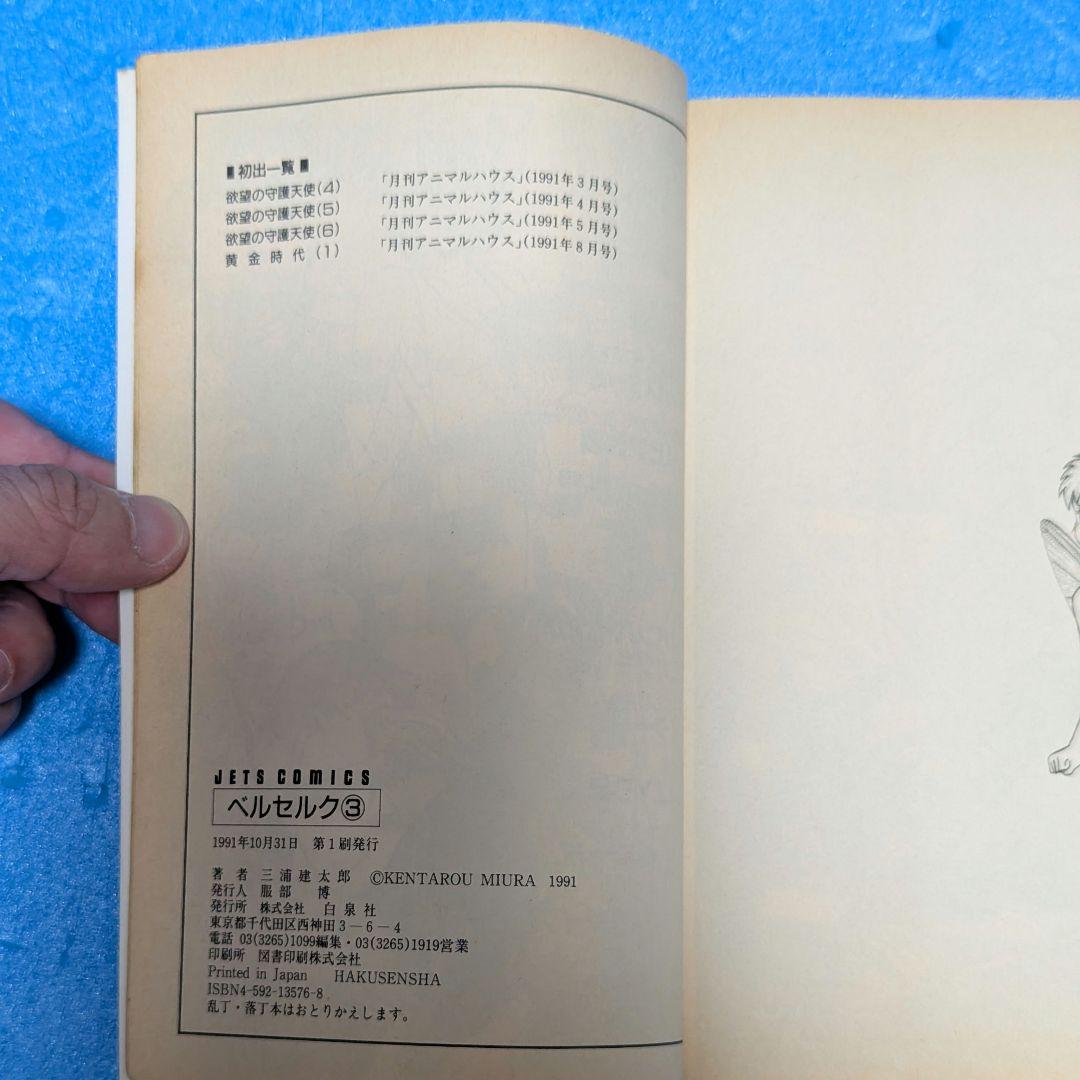 ■初出一覧■
欲望の守護天使(4) 「月刊アニマルハウス」(1991年3月号)
欲望の守護天使(5) 「月刊アニマルハウス」(1991年4月号)
欲望の守護天使(6) 「月刊アニマルハウス」(1991年5月号)
黄金時代(1) 「月刊アニマルハウス」(1991年8月号)
JETS COMICS
ベルセルク③
1991年10月31日 第1刷発行
著者 三浦建太郎 ©KENTAROU MIURA 1991
発行人 服部 博
発行所 株式会社 白泉社
東京都千代田区西神田3-6-4
電話 03(3265)1099編集・03(3265)1919営業
印刷所 図書印刷株式会社
Printed in Japan HAKUSENSHA
ISBN4-592-13576-8
乱丁・落丁本はおとりかえします。